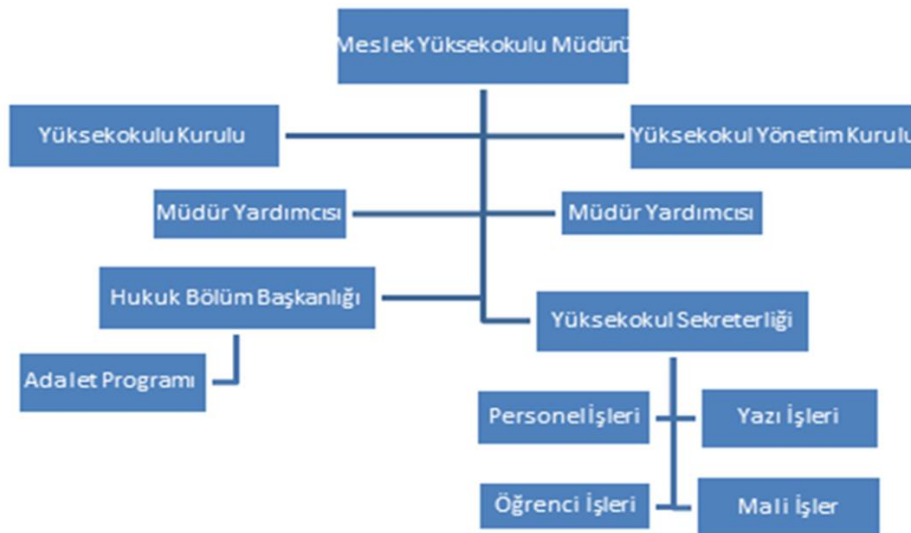 Meslek Yüksekokulu Müdürü
Yüksekokulu Kurulu
Yüksekokul Yönetim Kurulu
Müdür Yardımcısı
Müdür Yardımcısı
Hukuk Bölüm Başkanlığı
Yüksekokul Sekreterliği
Adalet Programı
Personel İşleri
Yazı İşleri
Öğrenci İşleri
Mali İşler